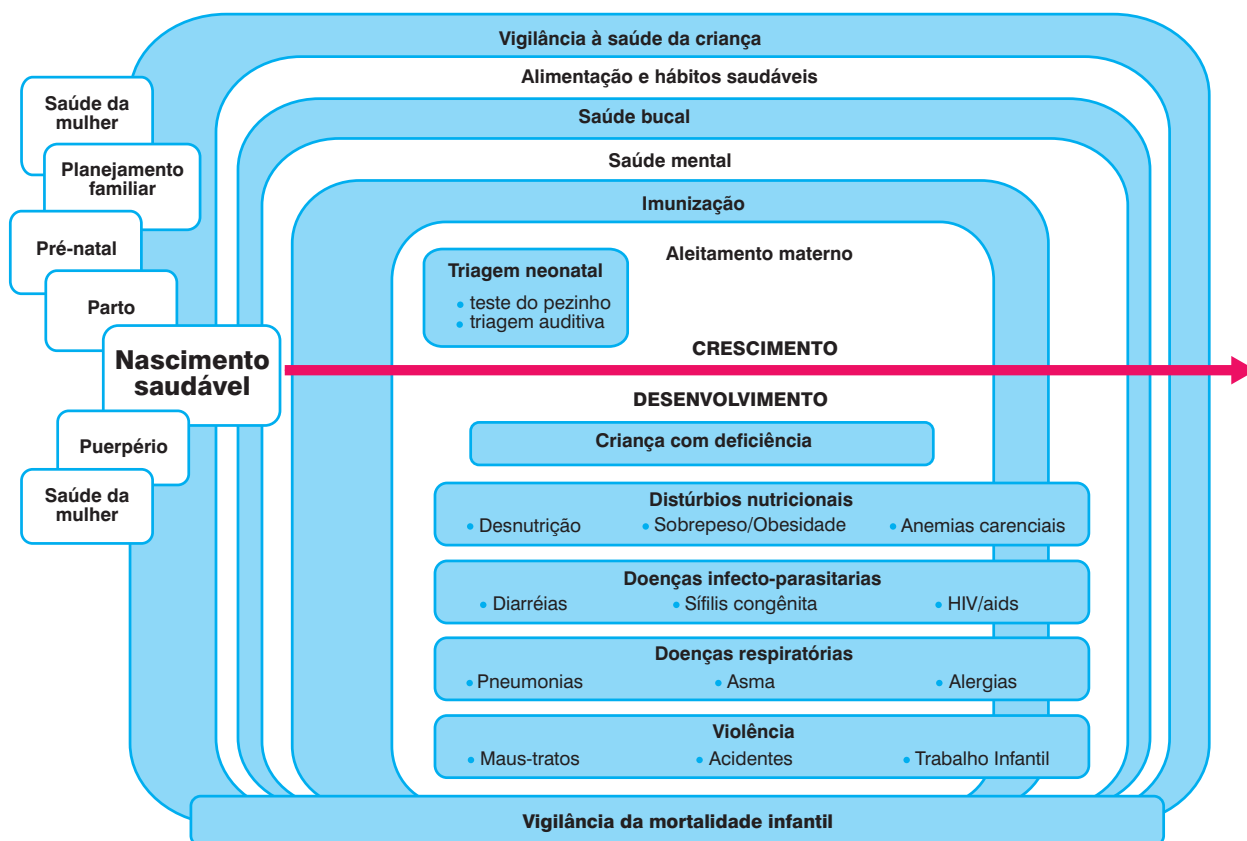 Vigilância à saúde da criança
Alimentação e hábitos saudáveis
Saúde bucal
Saúde mental
Imunização
Aleitamento materno
Saúde da
mulher
Planejamento
familiar
Pré-natal
Parto
Nascimento
saudável
Puerpério
Saúde da
mulher
Triagem neonatal
• teste do pezinho
• triagem auditiva
CRESCIMENTO
DESENVOLVIMENTO
Criança com deficiência
Distúrbios nutricionais
• Desnutrição • Sobrepeso/Obesidade • Anemias carenciais
Doenças infecto-parasitarias
• Diarréias • Sífilis congênita • HIV/aids
Doenças respiratórias
• Pneumonias • Asma • Alergias
Violência
• Maus-tratos • Acidentes • Trabalho Infantil
Vigilância da mortalidade infantil